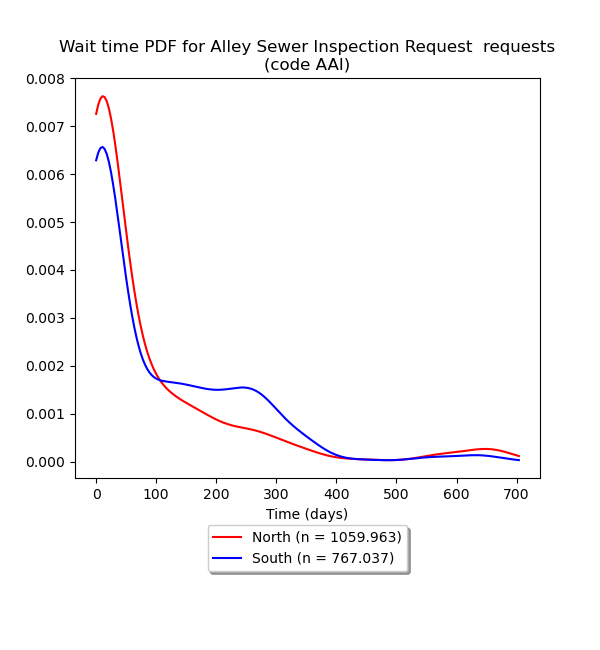 Wait time PDF for Alley Sewer Inspection Request  requests
(code AAI)
0.008
0.007
0.006
0.005
0.004
0.003
0.002
0.001
0.000
0 100 200 300 400 500 600 700
Time (days)
North (n = 1059.963)
South (n = 767.037)